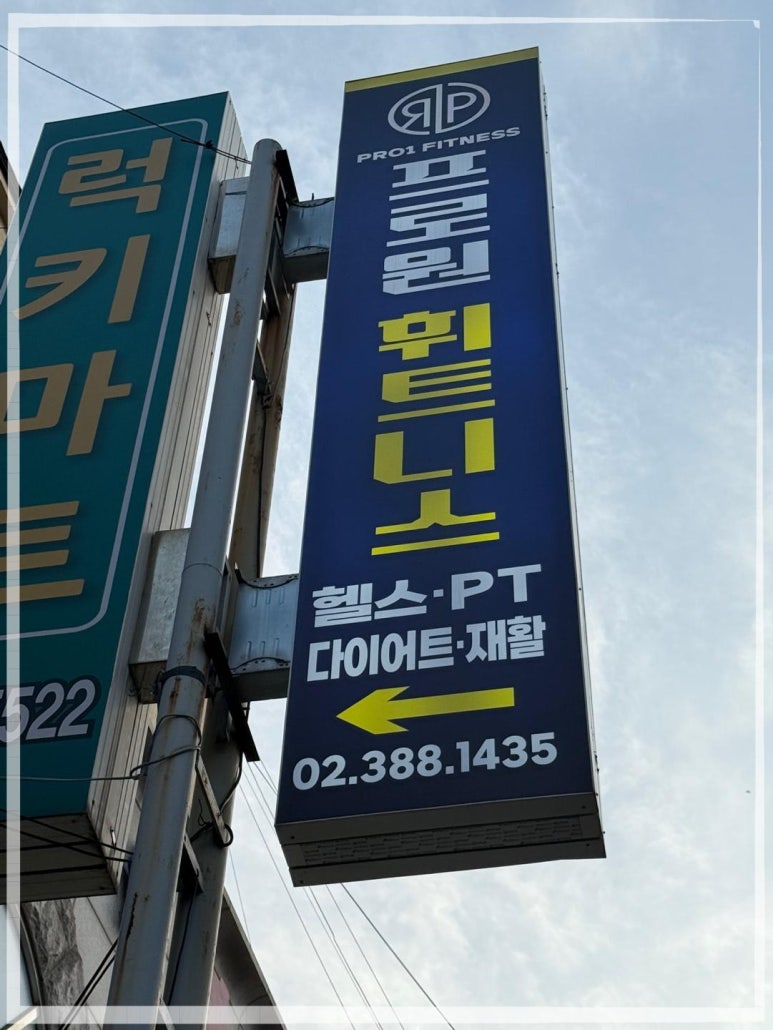 럭키마트
522
PRO1 FITNESS
프로원 휘트니스
헬스·PT
다이어트·재활
02.388.1435